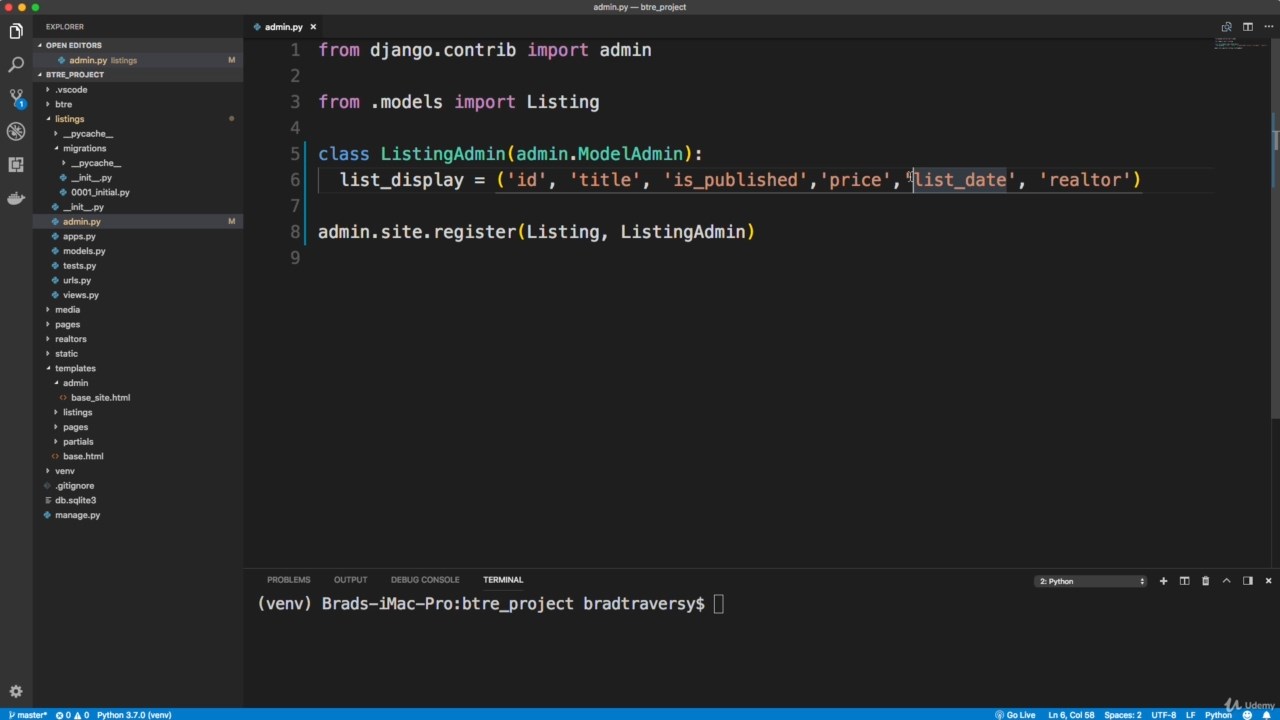 admin.py — btre_project
EXPLORER
OPEN EDITORS
admin.py listings M
BTRE_PROJECT
.vscode
btre
listings
__pycache__
migrations
__pycache__
__init__.py
0001_initial.py
__init__.py
admin.py M
apps.py
models.py
tests.py
urls.py
views.py
media
pages
realtors
static
templates
admin
base_site.html
listings
pages
partials
base.html
venv
.gitignore
db.sqlite3
manage.py
1
admin.py
1 from django.contrib import admin
2
3 from .models import Listing
4
5 class ListingAdmin(admin.ModelAdmin):
6 list_display = ('id', 'title', 'is_published','price','list_date', 'realtor')
7
8 admin.site.register(Listing, ListingAdmin)
9
PROBLEMS OUTPUT DEBUG CONSOLE TERMINAL 2: Python
(venv) Brads-iMac-Pro:btre_project bradtraversy$
Udemy
master* 0 0 Python 3.7.0 (venv) Go Live Ln 6, Col 58 Spaces: 2 UTF-8 LF Python